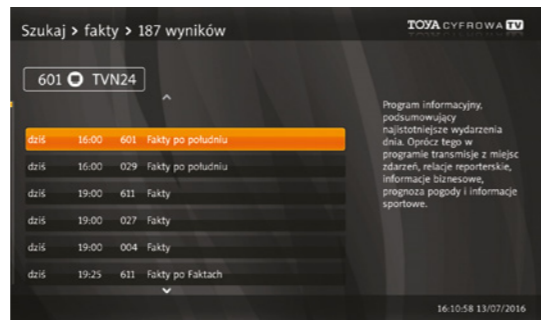 Szukaj > fakty > 187 wyników
TOYA CYFROWA TV
601 TVN24
dziś 16:00 601 Fakty po południu
dziś 16:00 029 Fakty po południu
dziś 19:00 611 Fakty
dziś 19:00 027 Fakty
dziś 19:00 004 Fakty
dziś 19:25 611 Fakty po Faktach
Program informacyjny,
podsumowujący
najistotniejsze wydarzenia
dnia. Oprócz tego w
programie transmisje z miejsc
zdarzeń, relacje reporterskie,
informacje biznesowe,
prognoza pogody i informacje
sportowe.
16:10:58 13/07/2016